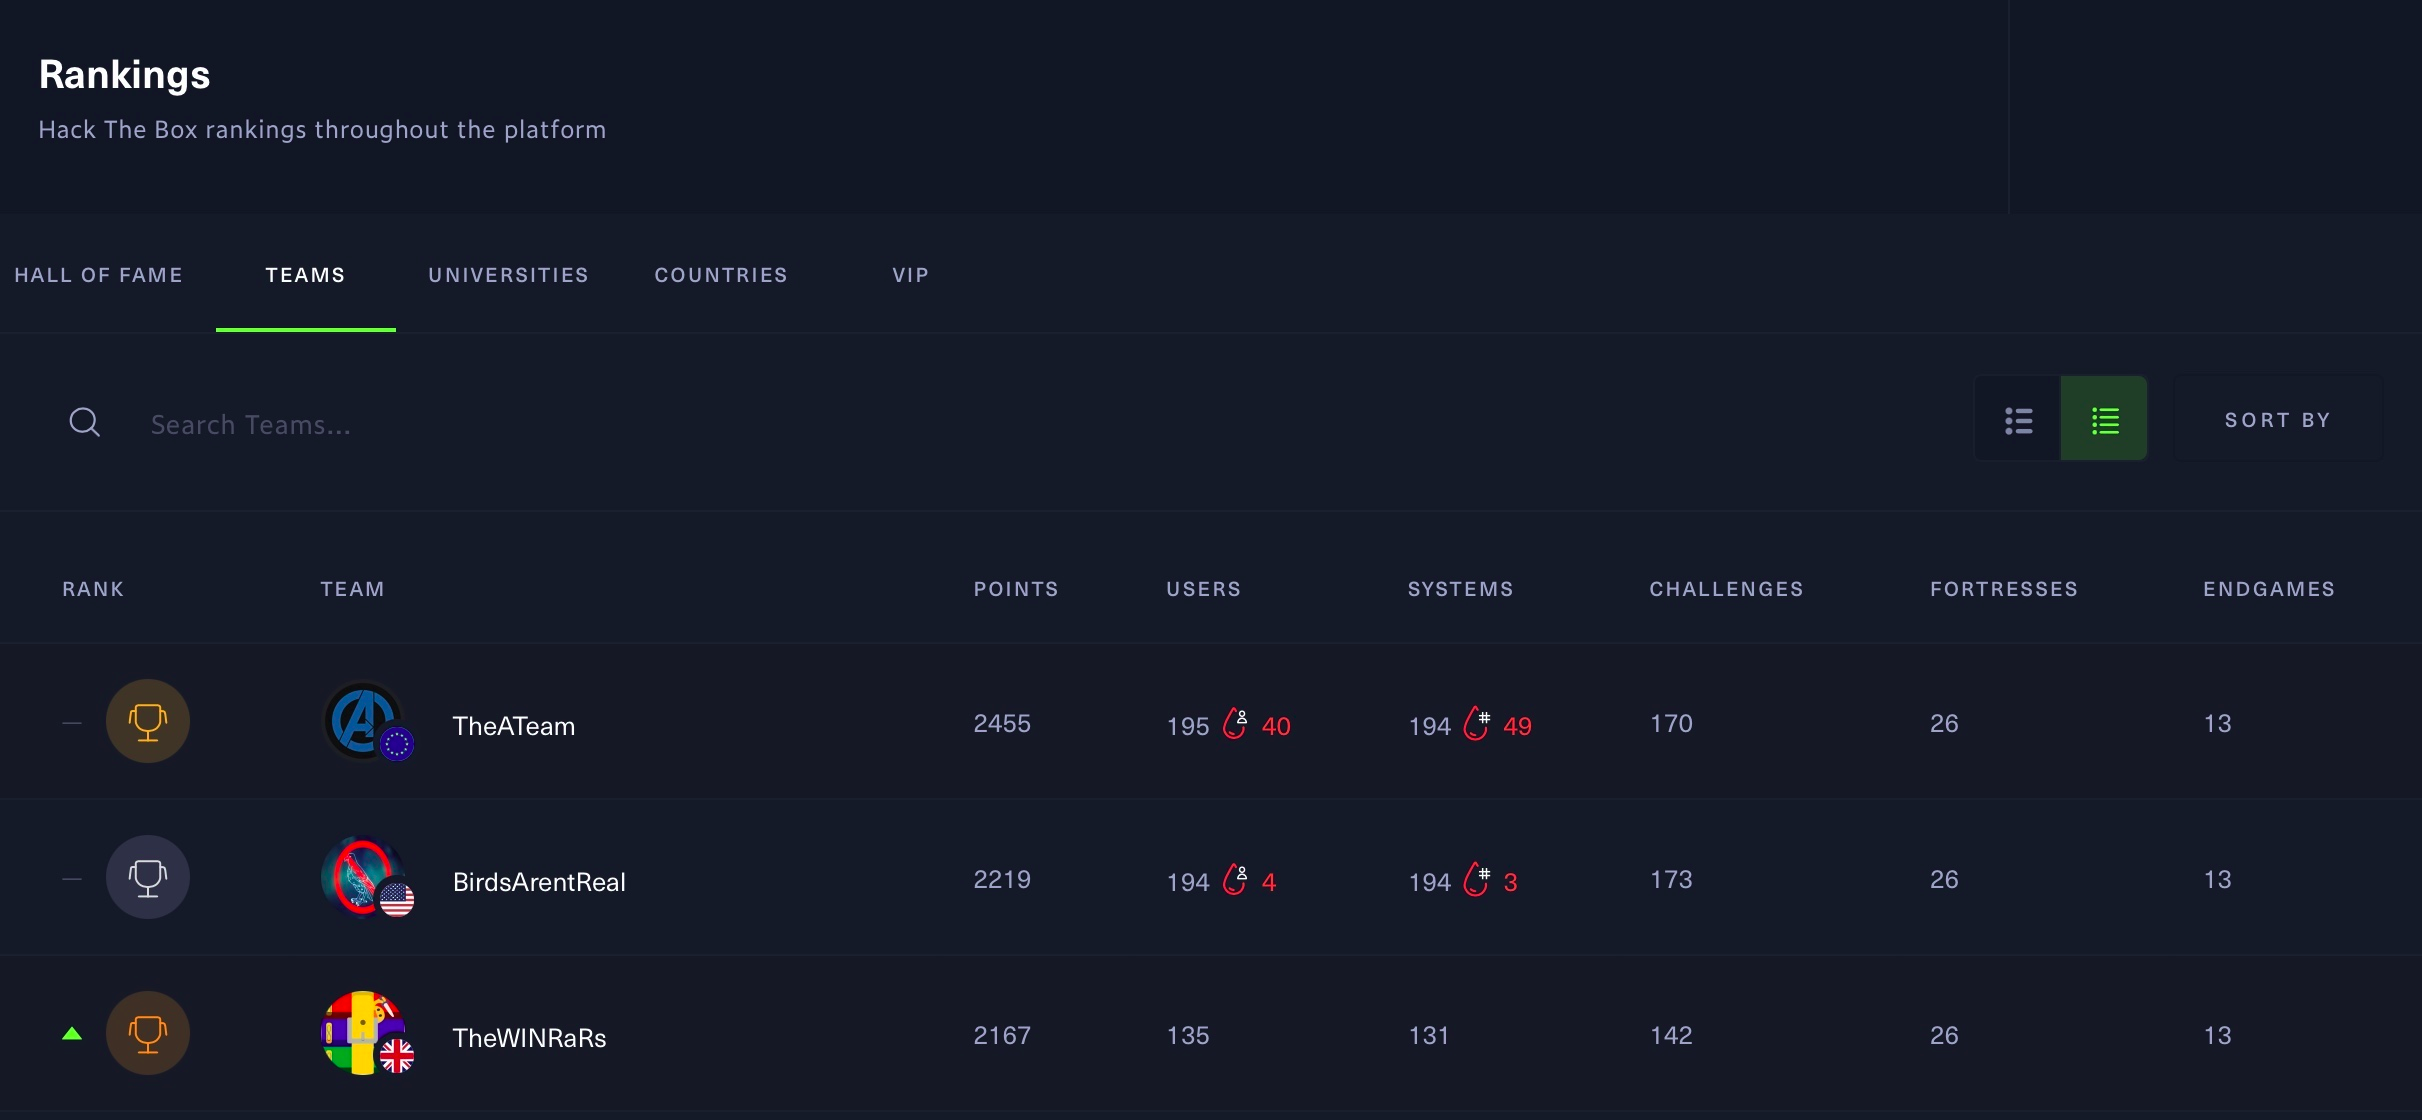 Rankings
Hack The Box rankings throughout the platform
HALL OF FAME TEAMS UNIVERSITIES COUNTRIES VIP
Search Teams...
SORT BY
RANK TEAM POINTS USERS SYSTEMS CHALLENGES FORTRESSES ENDGAMES
TheATeam 2455 195 40 194 # 49 170 26 13
BirdsArentReal 2219 194 4 194 # 3 173 26 13
TheWINRaRs 2167 135 131 142 26 13